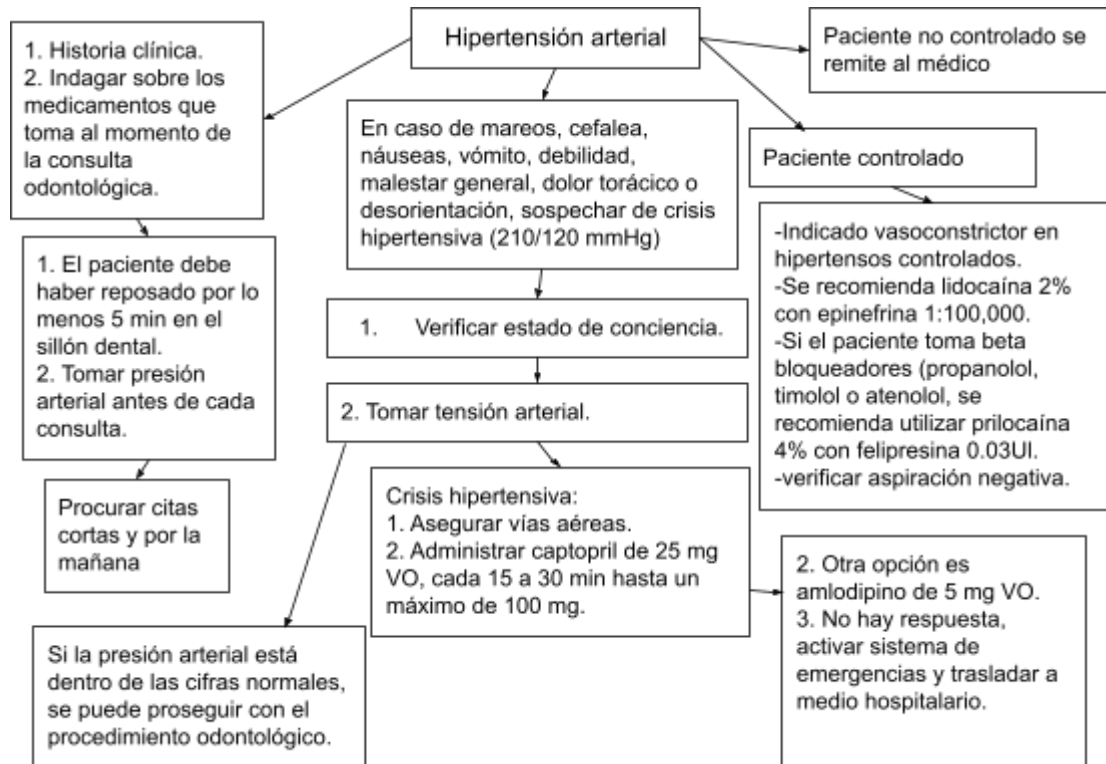 Hipertensión arterial
1. Historia clínica.
2. Indagar sobre los
medicamentos que
toma al momento de
la consulta
odontológica.
1. El paciente debe
haber reposado por lo
menos 5 min en el
sillón dental.
2. Tomar presión
arterial antes de cada
consulta.
Procurar citas
cortas y por la
mañana
En caso de mareos, cefalea,
náuseas, vómito, debilidad,
malestar general, dolor torácico o
desorientación, sospechar de crisis
hipertensiva (210/120 mmHg)
1. Verificar estado de conciencia.
2. Tomar tensión arterial.
Si la presión arterial está
dentro de las cifras normales,
se puede proseguir con el
procedimiento odontológico.
Crisis hipertensiva:
1. Asegurar vías aéreas.
2. Administrar captopril de 25 mg
VO, cada 15 a 30 min hasta un
máximo de 100 mg.
2. Otra opción es
amlodipino de 5 mg VO.
3. No hay respuesta,
activar sistema de
emergencias y trasladar a
medio hospitalario.
Paciente no controlado se
remite al médico
Paciente controlado
-Indicado vasoconstrictor en
hipertensos controlados.
-Se recomienda lidocaína 2%
con epinefrina 1:100,000.
-Si el paciente toma beta
bloqueadores (propanolol,
timolol o atenolol, se
recomienda utilizar prilocaína
4% con felipresina 0.03UI.
-verificar aspiración negativa.